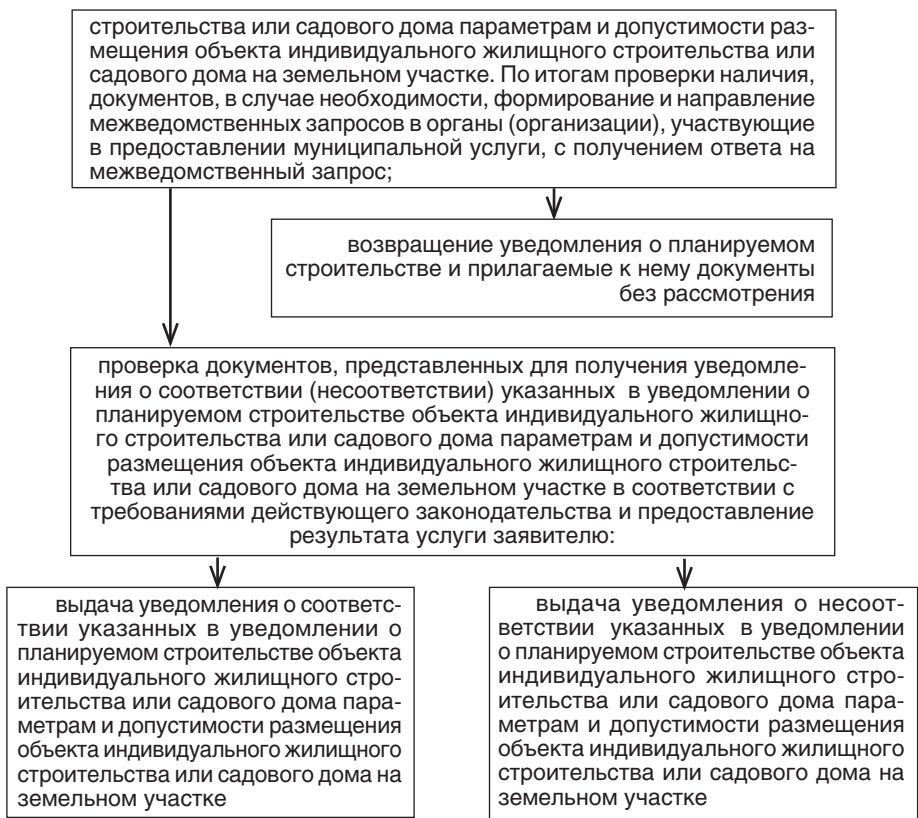 строительства или садового дома параметрам и допустимости раз-
мещения объекта индивидуального жилищного строительства или
садового дома на земельном участке. По итогам проверки наличия,
документов, в случае необходимости, формирование и направление
межведомственных запросов в органы (организации), участвующие
в предоставлении муниципальной услуги, с получением ответа на
межведомственный запрос;
возвращение уведомления о планируемом
строительстве и прилагаемые к нему документы
без рассмотрения
проверка документов, представленных для получения уведомле-
ния о соответствии (несоответствии) указанных в уведомлении о
планируемом строительстве объекта индивидуального жилищно-
го строительства или садового дома параметрам и допустимости
размещения объекта индивидуального жилищного строительс-
тва или садового дома на земельном участке в соответствии с
требованиями действующего законодательства и предоставление
результата услуги заявителю:
выдача уведомления о соответс-
твии указанных в уведомлении о
планируемом строительстве объекта
индивидуального жилищного стро-
ительства или садового дома пара-
метрам и допустимости размещения
объекта индивидуального жилищного
строительства или садового дома на
земельном участке
выдача уведомления о несоот-
ветствии указанных в уведомлении
о планируемом строительстве объекта
индивидуального жилищного стро-
ительства или садового дома пара-
метрам и допустимости размещения
объекта индивидуального жилищного
строительства или садового дома на
земельном участке